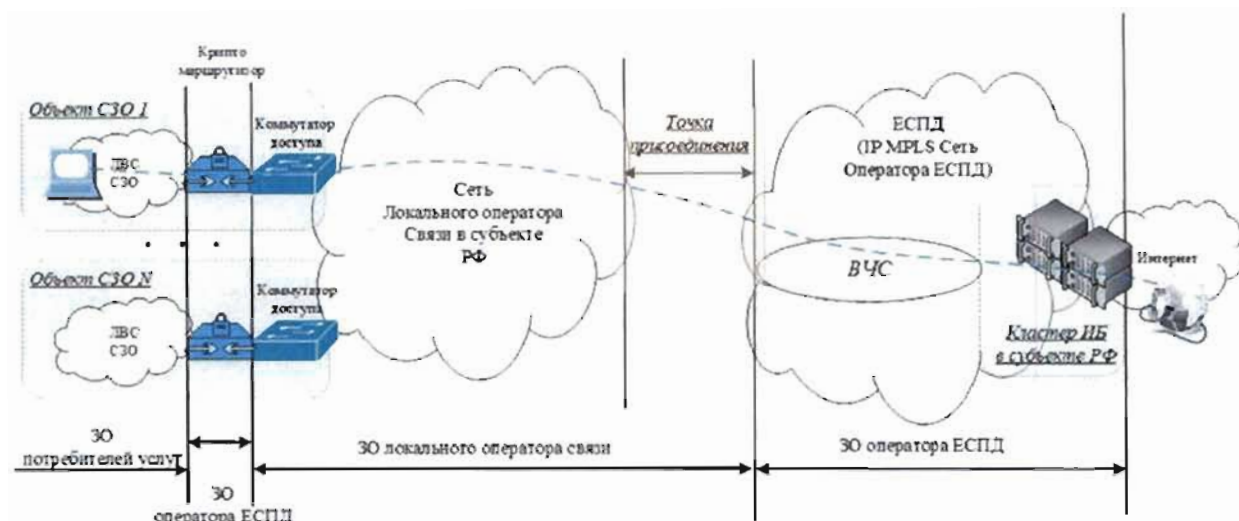 Крипто
маршрутизор
Объект СЗО 1
Коммутатор
доступа
ЛВС
СЗО
Точка
присоединения
ЕСПД
(IP MPLS Сеть
Оператора ЕСПД)
Сеть
Локального оператора
Связи в субъекте
РФ
Объект СЗО N
Коммутатор
доступа
ЛВС
СЗО
ВЧС
Интернет
Кластер ИБ
в субъекте РФ
ЗО
потребителей услуг
ЗО локального оператора связи
ЗО оператора ЕСПД
ЗО
оператора ЕСПД